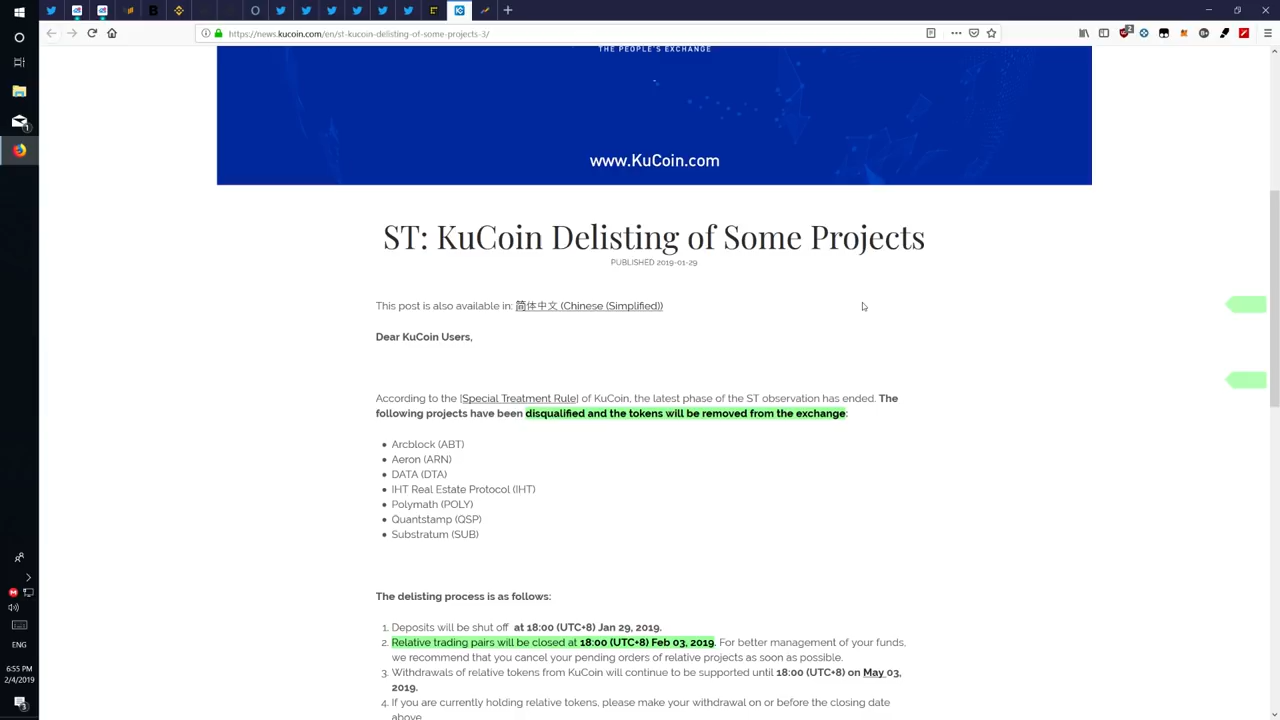 https://news.kucoin.com/en/st-kucoin-delisting-of-some-projects-3/
THE PEOPLE'S EXCHANGE
www.KuCoin.com
ST: KuCoin Delisting of Some Projects
PUBLISHED 2019-01-29
This post is also available in: 简体中文 (Chinese (Simplified))
Dear KuCoin Users,
According to the [Special Treatment Rule] of KuCoin, the latest phase of the ST observation has ended. The
following projects have been disqualified and the tokens will be removed from the exchange:
Arcblock (ABT)
Aeron (ARN)
DATA (DTA)
IHT Real Estate Protocol (IHT)
Polymath (POLY)
Quantstamp (QSP)
Substratum (SUB)
The delisting process is as follows:
1. Deposits will be shut off at 18:00 (UTC+8) Jan 29, 2019.
2. Relative trading pairs will be closed at 18:00 (UTC+8) Feb 03, 2019. For better management of your funds,
we recommend that you cancel your pending orders of relative projects as soon as possible.
3. Withdrawals of relative tokens from KuCoin will continue to be supported until 18:00 (UTC+8) on May 03,
2019.
4. If you are currently holding relative tokens, please make your withdrawal on or before the closing date
above.
ENG
6:55 PM
2/4/2019